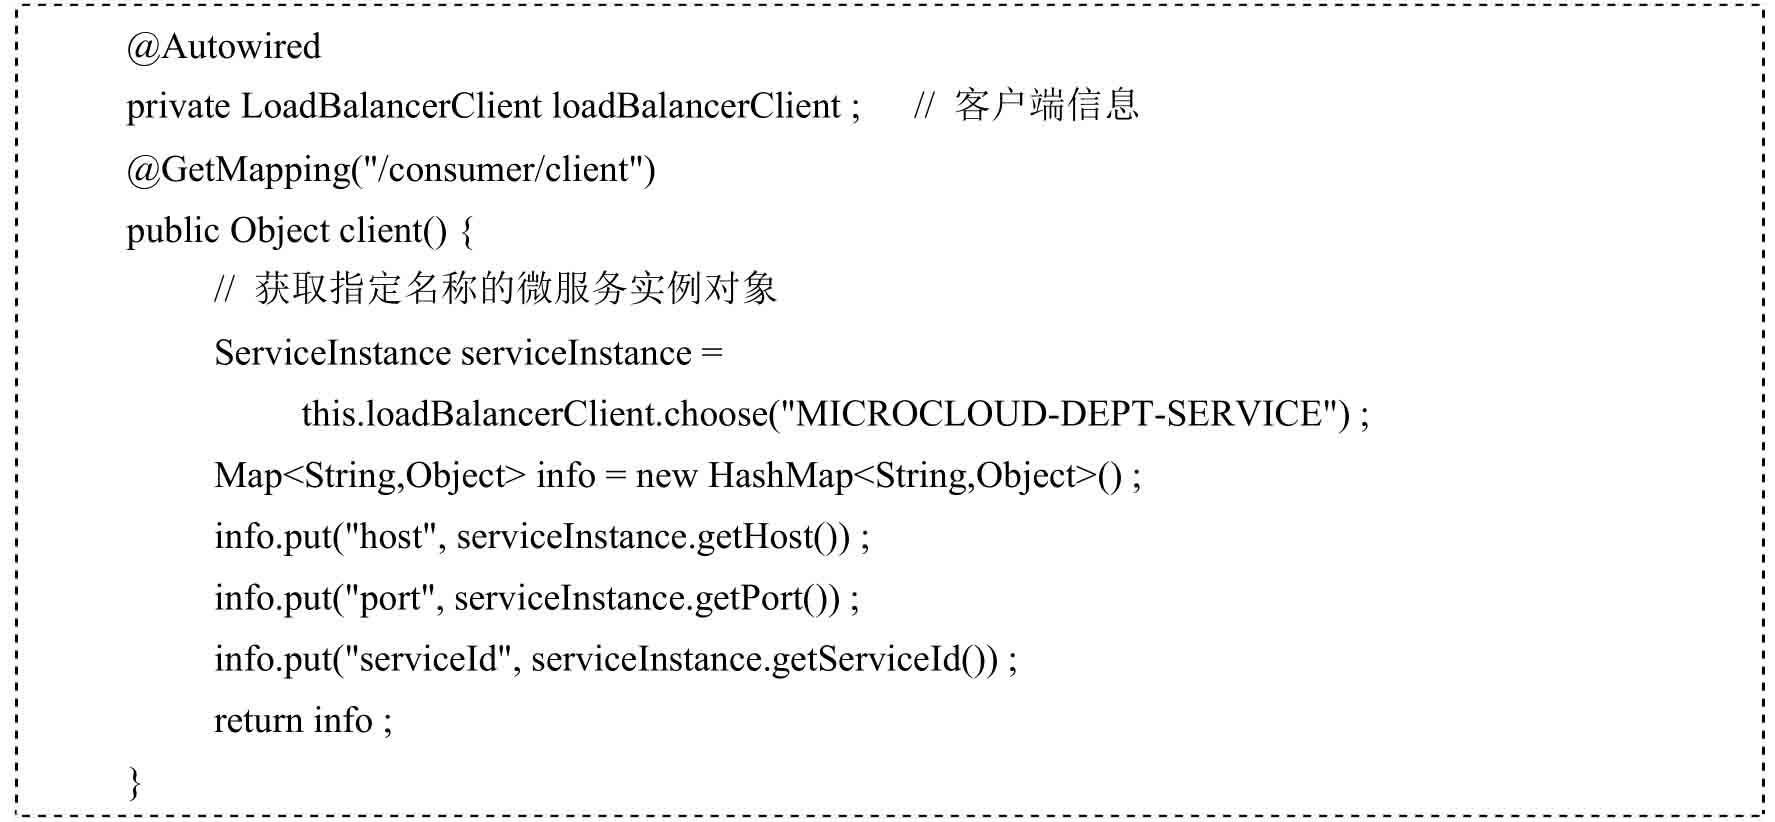 @Autowired
private LoadBalancerClient loadBalancerClient ; // 客户端信息
@GetMapping("/consumer/client")
public Object client() {
// 获取指定名称的微服务实例对象
ServiceInstance serviceInstance =
this.loadBalancerClient.choose("MICROCLOUD-DEPT-SERVICE") ;
Map<String,Object> info = new HashMap<String,Object>() ;
info.put("host", serviceInstance.getHost()) ;
info.put("port", serviceInstance.getPort()) ;
info.put("serviceId", serviceInstance.getServiceId()) ;
return info ;
}